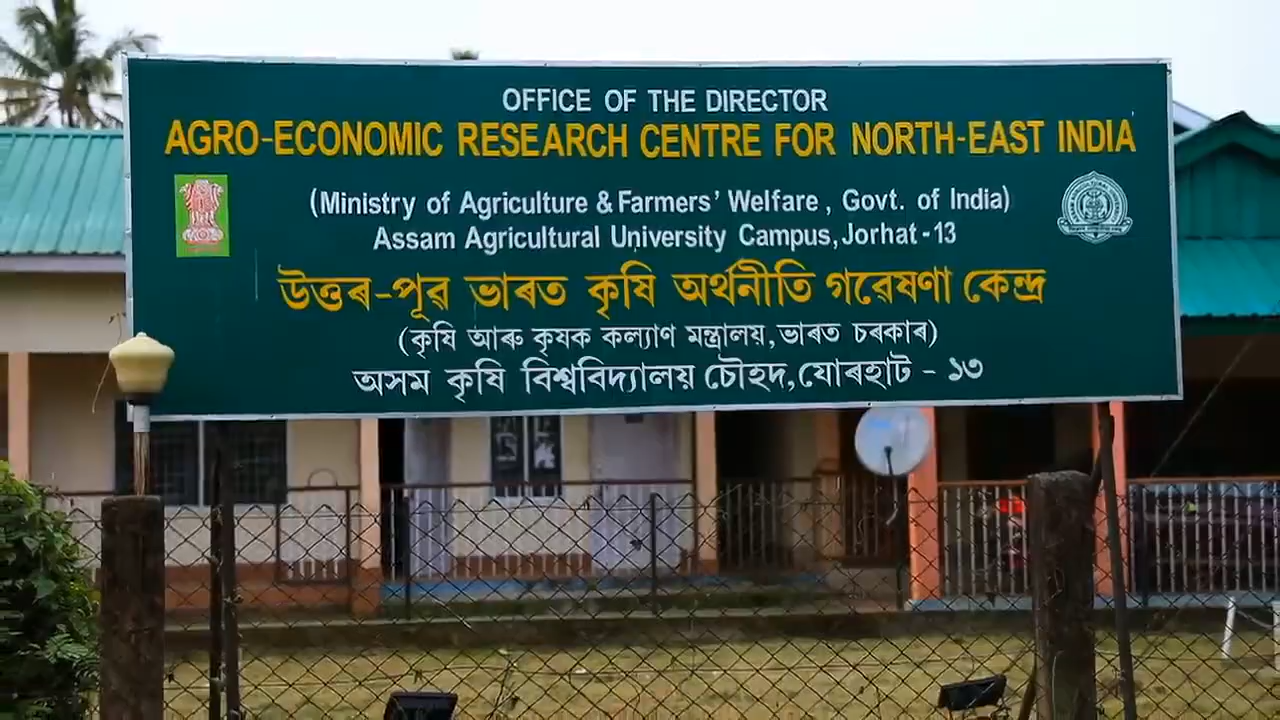 OFFICE OF THE DIRECTOR
AGRO-ECONOMIC RESEARCH CENTRE FOR NORTH-EAST INDIA
(Ministry of Agriculture & Farmers' Welfare, Govt. of India)
Assam Agricultural University Campus, Jorhat-13
উত্তৰ-পূৱ ভাৰত কৃষি অৰ্থনীতি গৱেষণা কেন্দ্ৰ
(কৃষি আৰু কৃষক কল্যাণ মন্ত্ৰালয়, ভাৰত চৰকাৰ)
অসম কৃষি বিশ্ববিদ্যালয় চৌহদ, যোৰহাট - ১৩